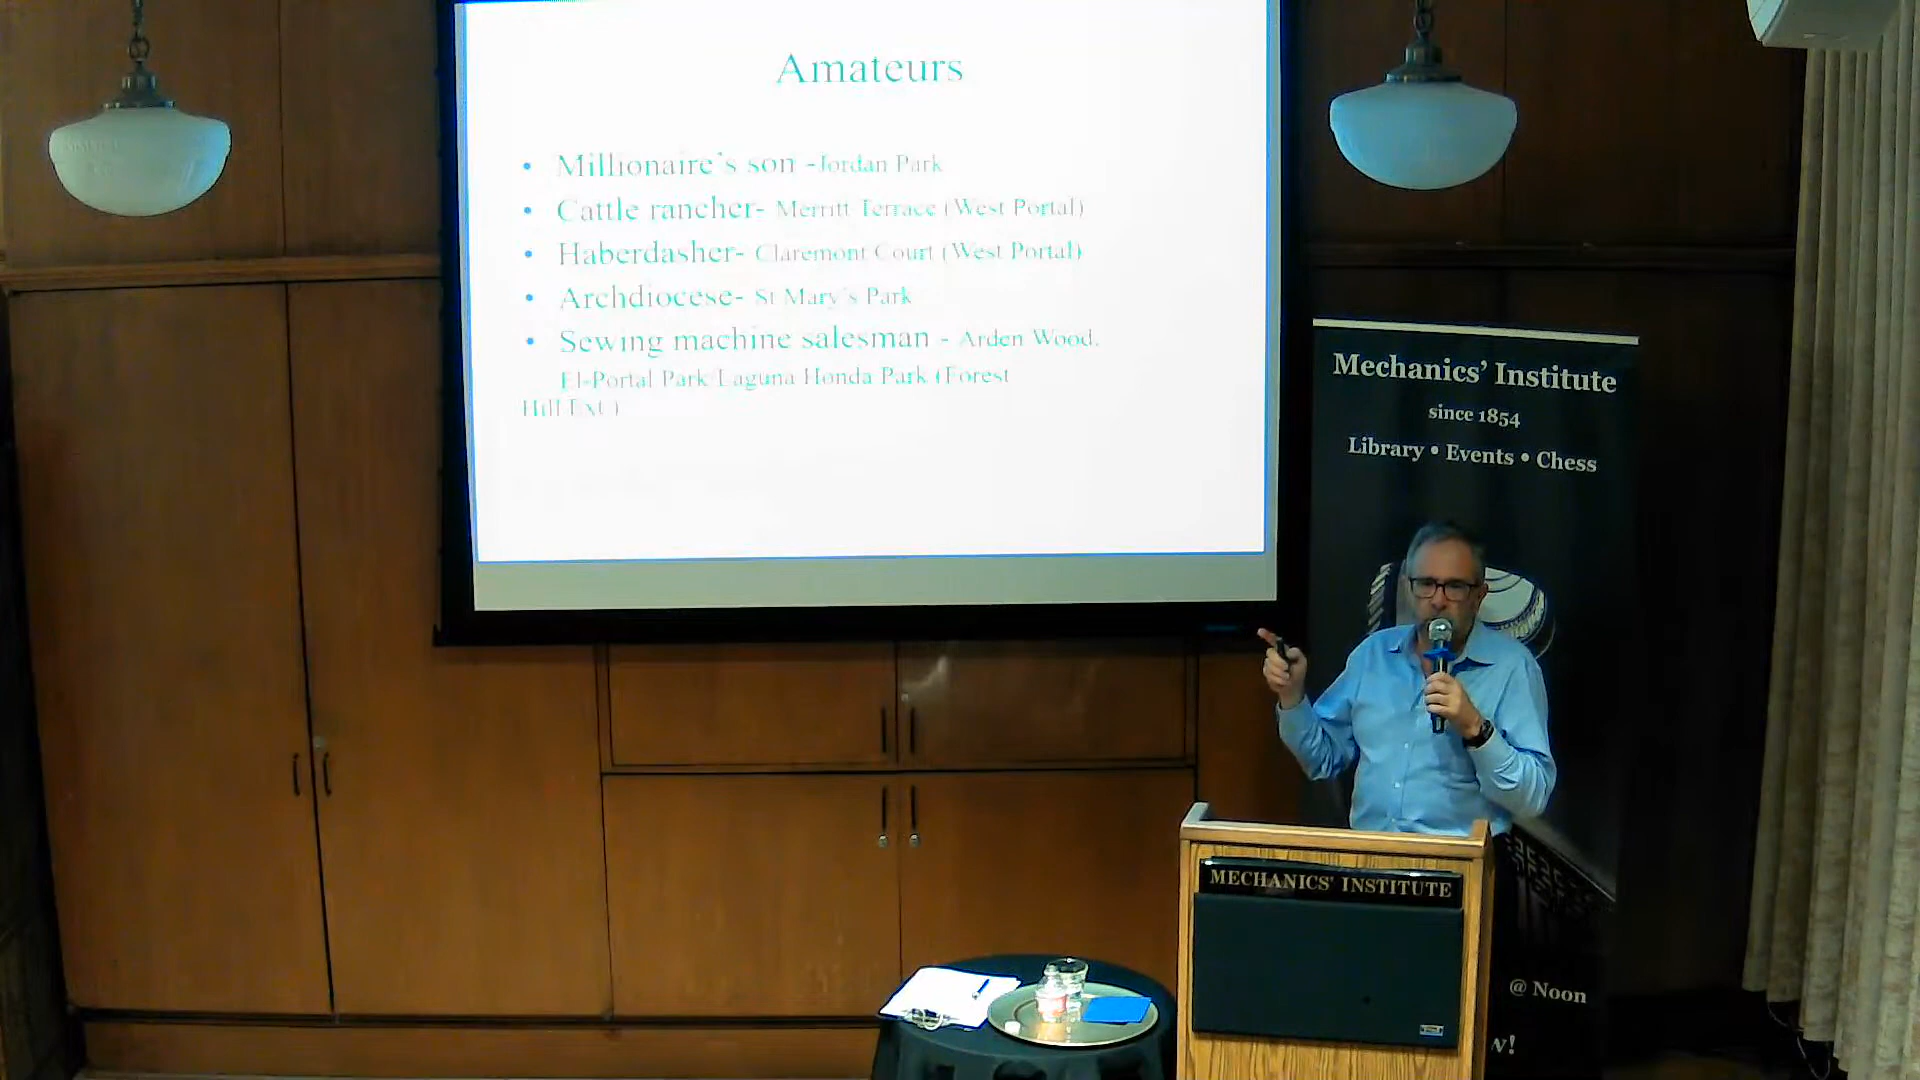 Amateurs
• Millionaire's son -Jordan Park
• Cattle rancher- Merritt Terrace (West Portal)
• Haberdasher- Claremont Court (West Portal)
• Archdiocese- St Mary's Park
• Sewing machine salesman - Arden Wood,
El-Portal Park Laguna Honda Park (Forest
Hill Ext)
Mechanics' Institute
since 1854
Library • Events • Chess
MECHANICS' INSTITUTE
@ Noon
w!